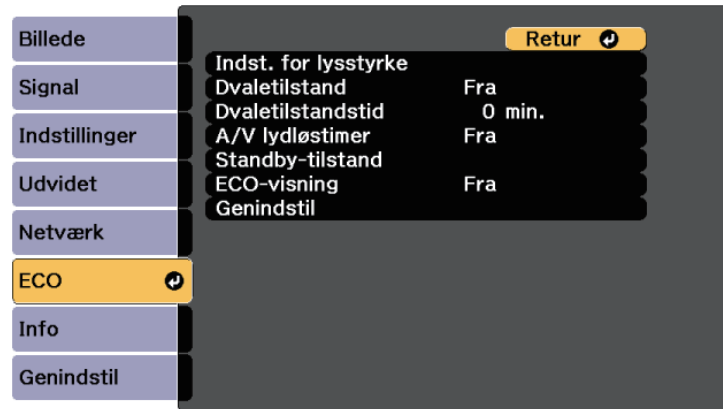 Billede
Signal
Indstillinger
Udvidet
Netværk
ECO
Info
Genindstil
Retur
Indst. for lysstyrke
Dvaletilstand Fra
Dvaletilstandstid 0 min.
A/V lydløstimer Fra
Standby-tilstand
ECO-visning Fra
Genindstil